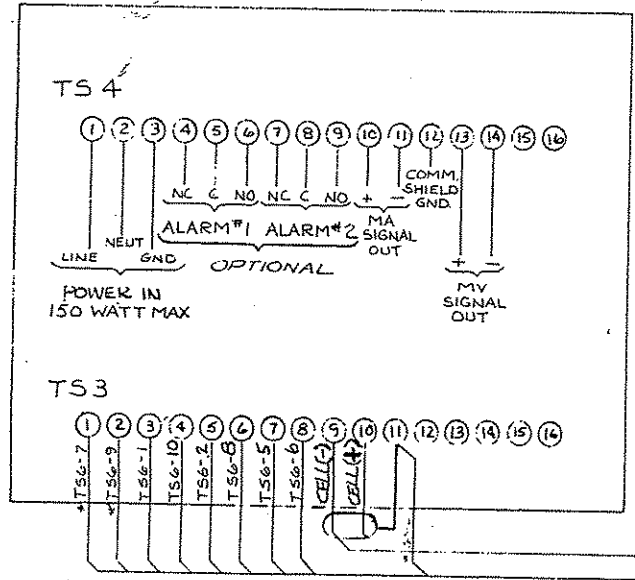 TS 4
1 2 3 4 5 6 7 8 9 10 11 12 13 14 15 16
NC C NO NC C NO + - COMM. SHIELD GND.
ALARM #1 ALARM #2 MA SIGNAL OUT
LINE NEUT GND OPTIONAL + -
POWER IN
150 WATT MAX
MV
SIGNAL
OUT
TS3
1 2 3 4 5 6 7 8 9 10 11 12 13 14 15 16
*TS6-7
*TS6-9
TS6-1
TS6-10
TS6-2
TS6-8
TS6-5
TS6-6
CELL(-)
CELL(+)